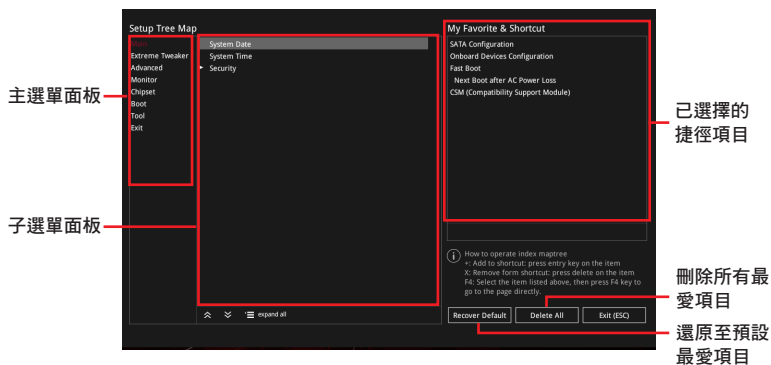 Setup Tree Map
Main
Extreme Tweaker
Advanced
Monitor
Chipset
Boot
Tool
Exit
System Date
System Time
Security
expand all
My Favorite & Shortcut
SATA Configuration
Onboard Devices Configuration
Fast Boot
Next Boot after AC Power Loss
CSM (Compatibility Support Module)
How to operate index maptree
+: Add to shortcut: press entry key on the item
X: Remove form shortcut: press delete on the item
F4: Select the item listed above, then press F4 key to
go to the page directly.
Recover Default
Delete All
Exit (ESC)
主選單面板
子選單面板
已選擇的
捷徑項目
刪除所有最
愛項目
還原至預設
最愛項目